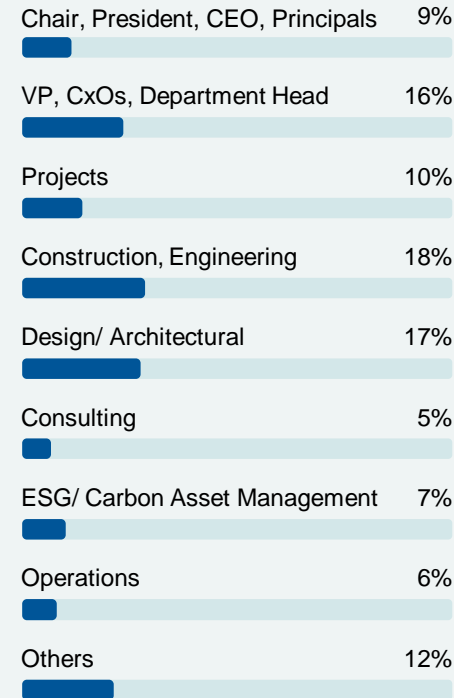 Chair, President, CEO, Principals 9%
VP, CxOs, Department Head 16%
Projects 10%
Construction, Engineering 18%
Design/ Architectural 17%
Consulting 5%
ESG/ Carbon Asset Management 7%
Operations 6%
Others 12%